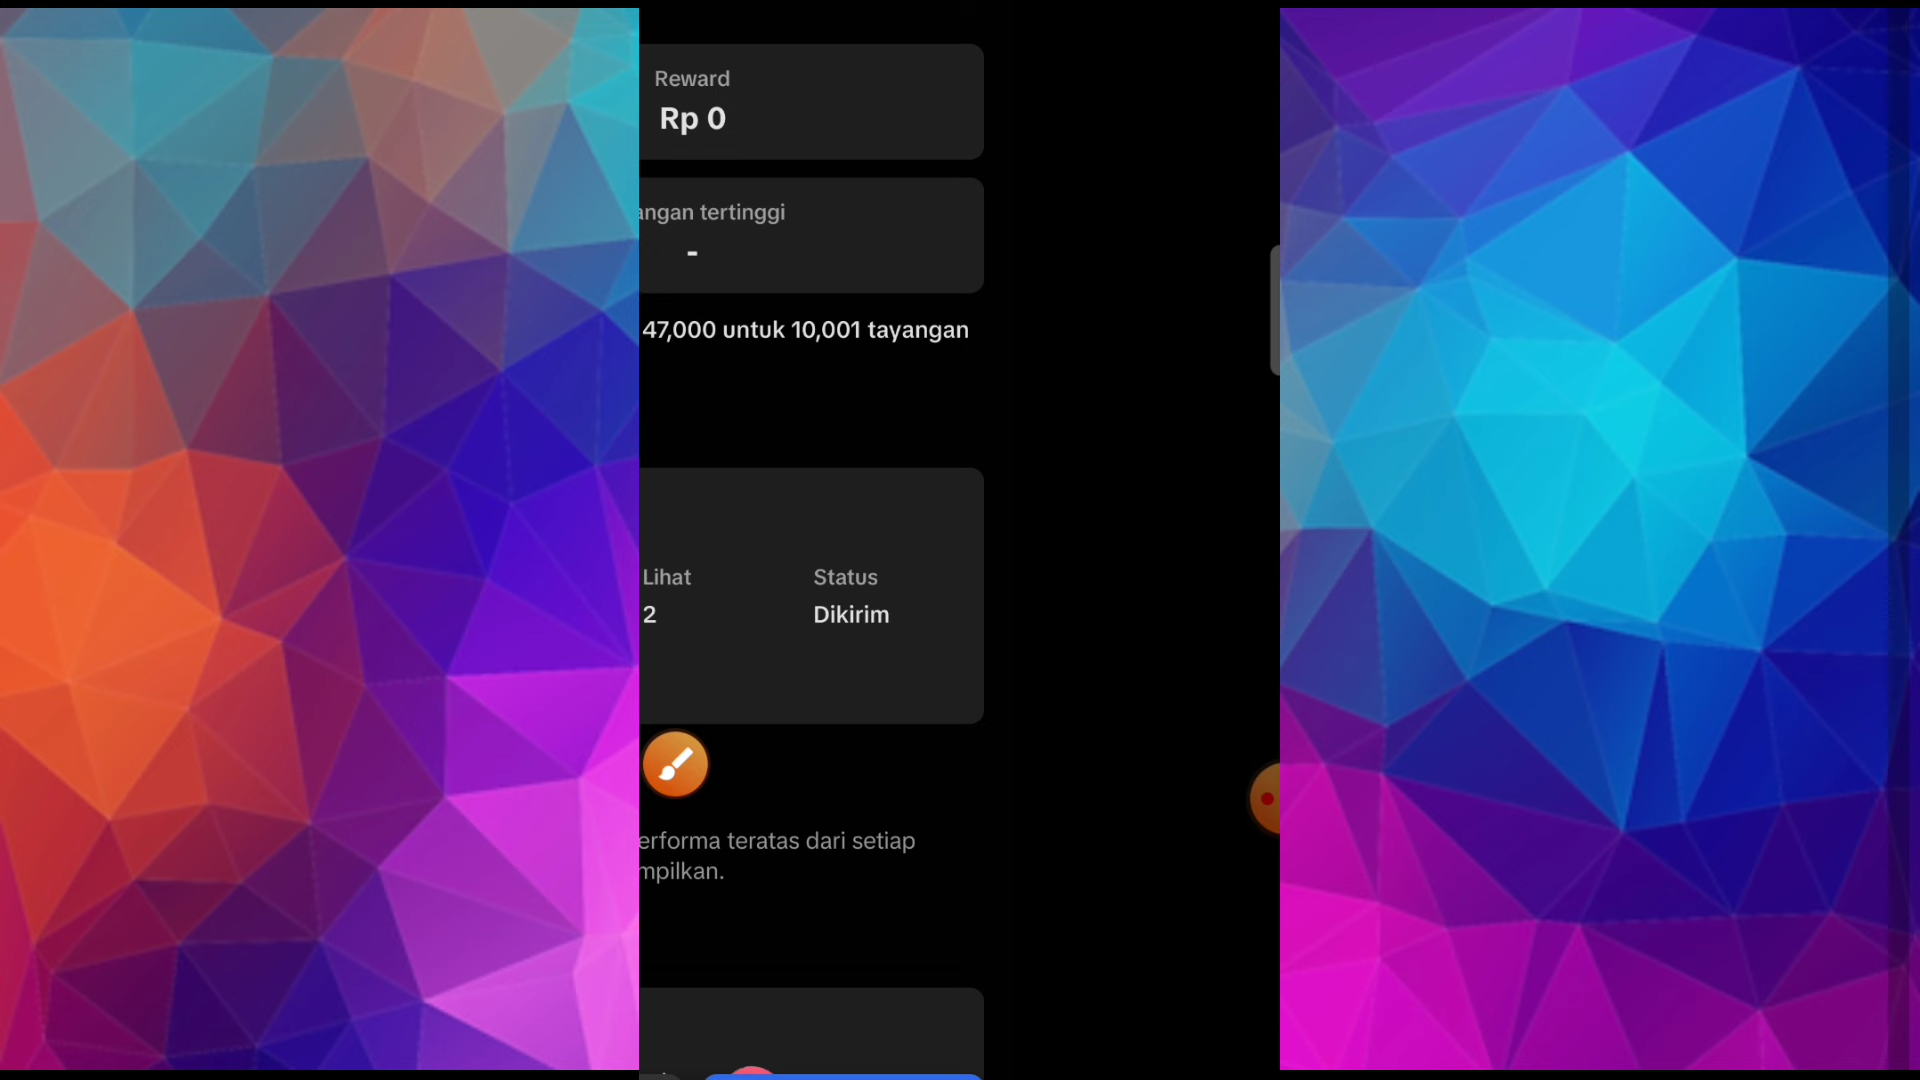 Reward
Rp 0
angan tertinggi
-
47,000 untuk 10,001 tayangan
Lihat
Status
2
Dikirim
erforma teratas dari setiap
mpilkan.